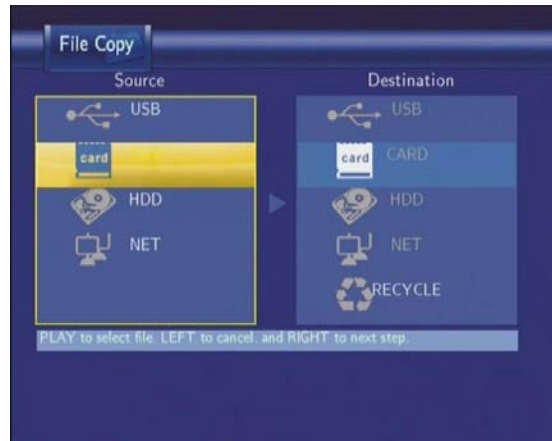 File Copy
Source
Destination
USB
card
HDD
NET
USB
card CARD
HDD
NET
RECYCLE
PLAY to select file. LEFT to cancel. and RIGHT to next step.